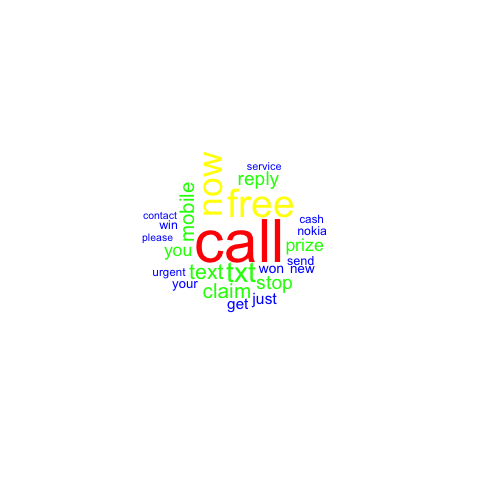 service
now
reply
mobile
free
contact
cash
win
nokia
please
call
you
prize
send
urgent
text
txt
won
new
your
claim
stop
get
just